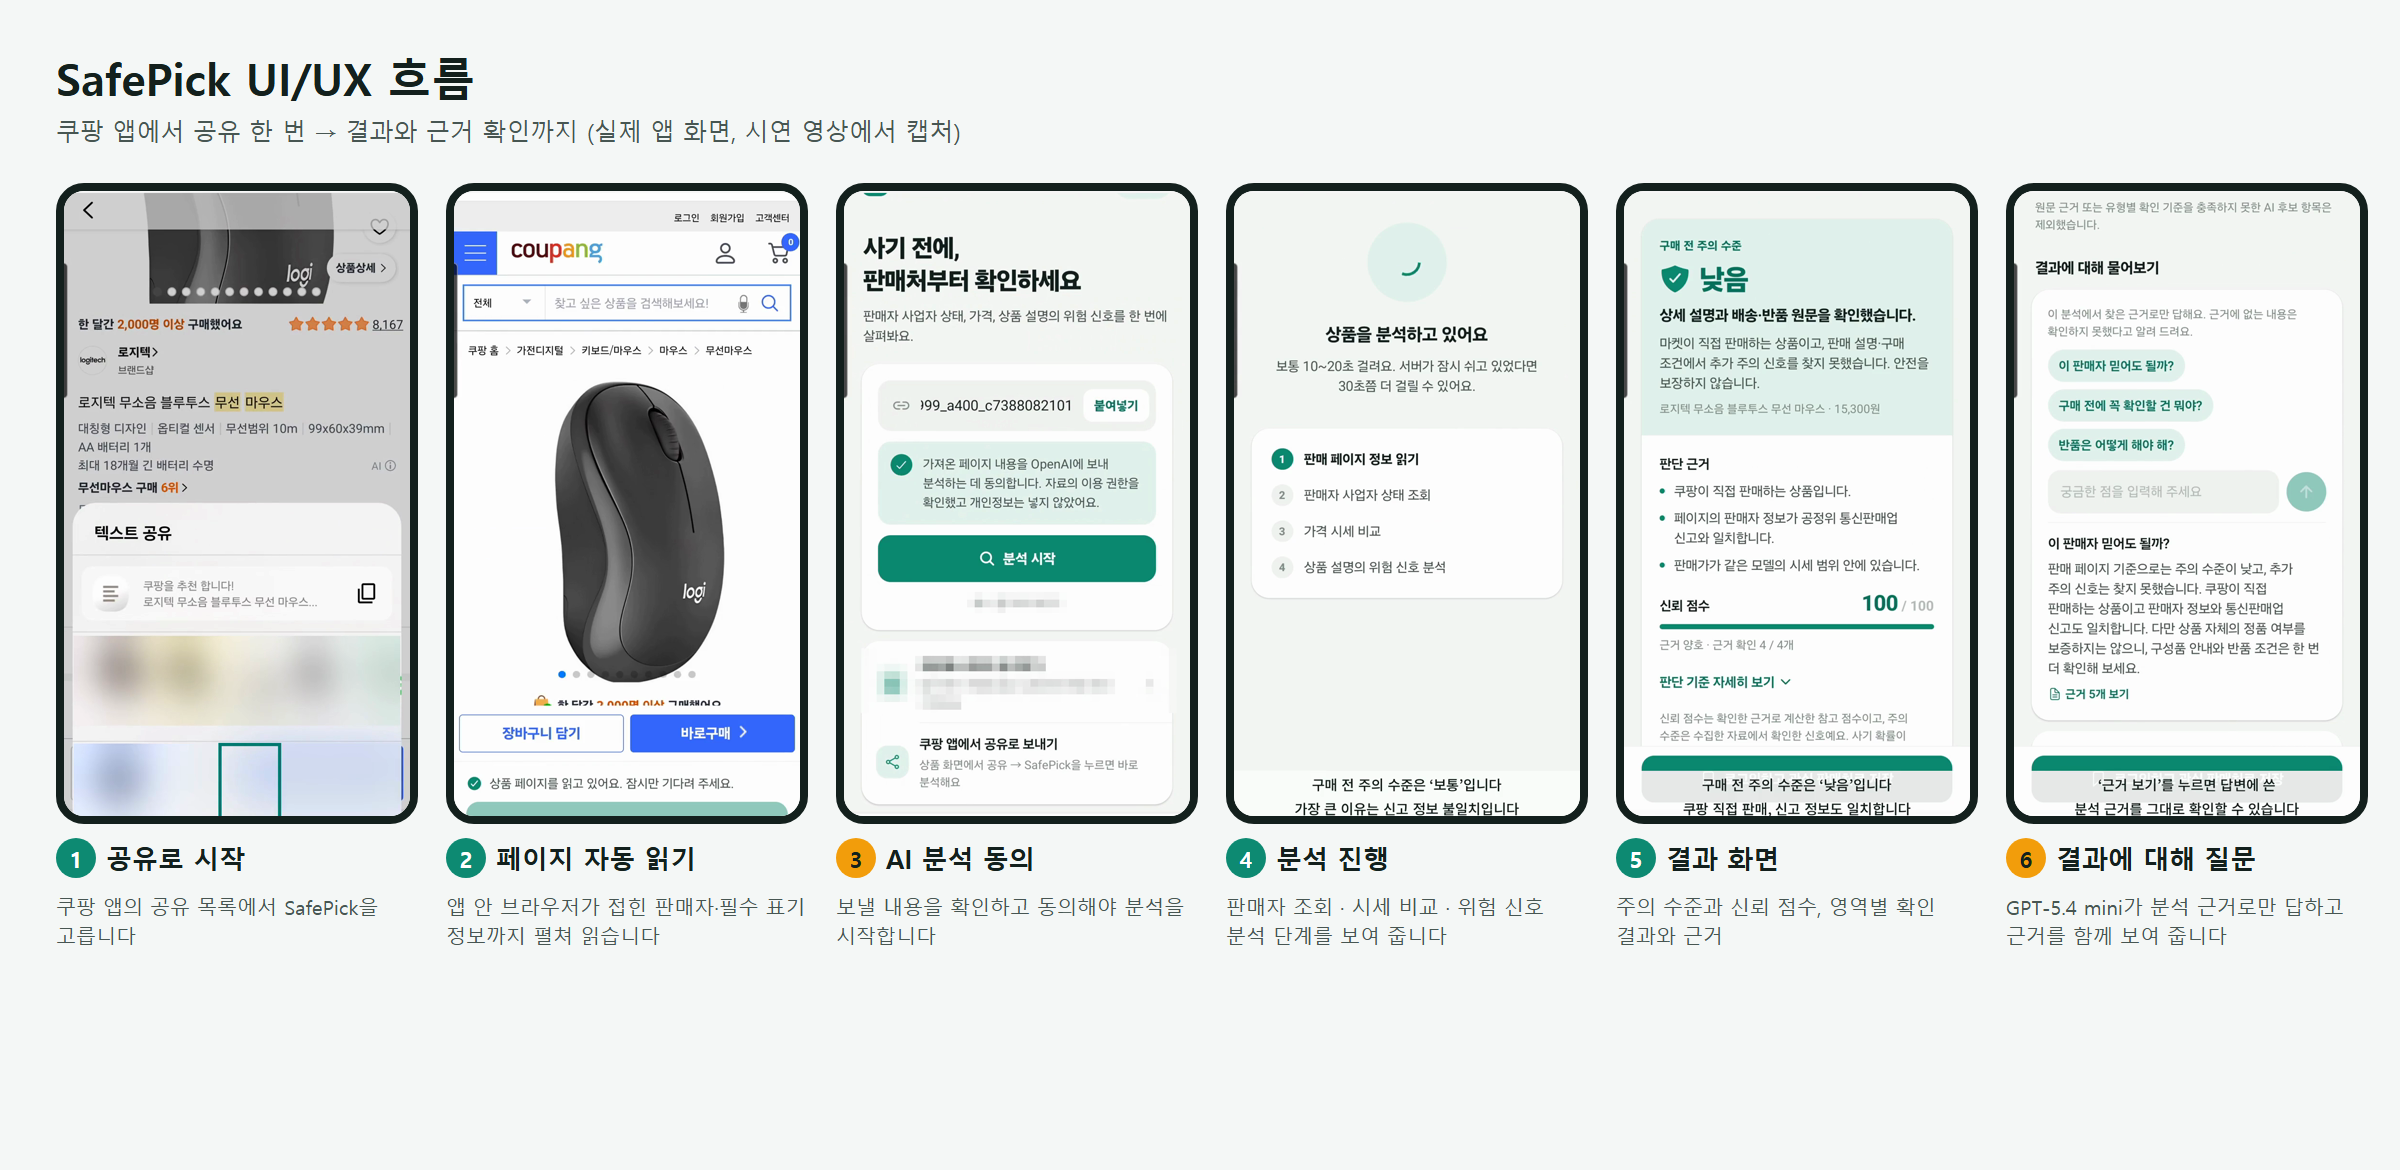 SafePick UI/UX 흐름
쿠팡 앱에서 공유 한 번 → 결과와 근거 확인까지 (실제 앱 화면, 시연 영상에서 캡처)
logi
상품상세 >
한 달간 2,000명 이상 구매했어요
8,167
logitech
로지텍>
브랜드샵
로지텍 무소음 블루투스 무선 마우스
대칭형 디자인 | 옵티컬 센서 | 무선범위 10m | 99x60x39mm |
AA 배터리 1개
최대 18개월 긴 배터리 수명
AI
무선마우스 구매 6위 >
텍스트 공유
쿠팡을 추천 합니다!
로지텍 무소음 블루투스 무선 마우스...
1 공유로 시작
쿠팡 앱의 공유 목록에서 SafePick을
고릅니다
로그인 회원가입 고객센터
coupang
0
전체
찾고 싶은 상품을 검색해보세요!
쿠팡 홈 > 가전디지털 > 키보드/마우스 > 마우스 > 무선마우스
logi
한 달간 2,000명 이상 구매했어요
장바구니 담기
바로구매 >
상품 페이지를 읽고 있어요. 잠시만 기다려 주세요.
2 페이지 자동 읽기
앱 안 브라우저가 접힌 판매자·필수 표기
정보까지 펼쳐 읽습니다
사기 전에,
판매처부터 확인하세요
판매자 사업자 상태, 가격, 상품 설명의 위험 신호를 한 번에
살펴봐요.
)99_a400_c7388082101
붙여넣기
가져온 페이지 내용을 OpenAI에 보내
분석하는 데 동의합니다. 자료의 이용 권한을
확인했고 개인정보는 넣지 않았어요.
분석 시작
쿠팡 앱에서 공유로 보내기
상품 화면에서 공유 → SafePick을 누르면 바로
분석해요
3 AI 분석 동의
보낼 내용을 확인하고 동의해야 분석을
시작합니다
상품을 분석하고 있어요
보통 10~20초 걸려요. 서버가 잠시 쉬고 있었다면
30초쯤 더 걸릴 수 있어요.
1 판매 페이지 정보 읽기
2 판매자 사업자 상태 조회
3 가격 시세 비교
4 상품 설명의 위험 신호 분석
구매 전 주의 수준은 ‘보통’입니다
가장 큰 이유는 신고 정보 불일치입니다
4 분석 진행
판매자 조회 · 시세 비교 · 위험 신호
분석 단계를 보여 줍니다
구매 전 주의 수준
낮음
상세 설명과 배송·반품 원문을 확인했습니다.
마켓이 직접 판매하는 상품이고, 판매 설명·구매
조건에서 추가 주의 신호를 찾지 못했습니다. 안전을
보장하지 않습니다.
로지텍 무소음 블루투스 무선 마우스 · 15,300원
판단 근거
• 쿠팡이 직접 판매하는 상품입니다.
• 페이지의 판매자 정보가 공정위 통신판매업
신고와 일치합니다.
• 판매가가 같은 모델의 시세 범위 안에 있습니다.
신뢰 점수
100 / 100
근거 양호 · 근거 확인 4 / 4개
판단 기준 자세히 보기
신뢰 점수는 확인한 근거로 계산한 참고 점수이고, 주의
수준은 수집한 자료에서 확인한 신호예요. 사기 확률이
구매 전 주의 수준은 ‘낮음’입니다
쿠팡 직접 판매, 신고 정보도 일치합니다
5 결과 화면
주의 수준과 신뢰 점수, 영역별 확인
결과와 근거
원문 근거 또는 유형별 확인 기준을 충족하지 못한 AI 후보 항목은
제외했습니다.
결과에 대해 물어보기
이 분석에서 찾은 근거로만 답해요. 근거에 없는 내용은
확인하지 못했다고 알려 드려요.
이 판매자 믿어도 될까?
구매 전에 꼭 확인할 건 뭐야?
반품은 어떻게 해야 해?
궁금한 점을 입력해 주세요
이 판매자 믿어도 될까?
판매 페이지 기준으로는 주의 수준이 낮고, 추가
주의 신호는 찾지 못했습니다. 쿠팡이 직접
판매하는 상품이고 판매자 정보와 통신판매업
신고도 일치합니다. 다만 상품 자체의 정품 여부를
보증하지는 않으니, 구성품 안내와 반품 조건은 한 번
더 확인해 보세요.
근거 5개 보기
‘근거 보기’를 누르면 답변에 쓴
분석 근거를 그대로 확인할 수 있습니다
6 결과에 대해 질문
GPT-5.4 mini가 분석 근거로만 답하고
근거를 함께 보여 줍니다